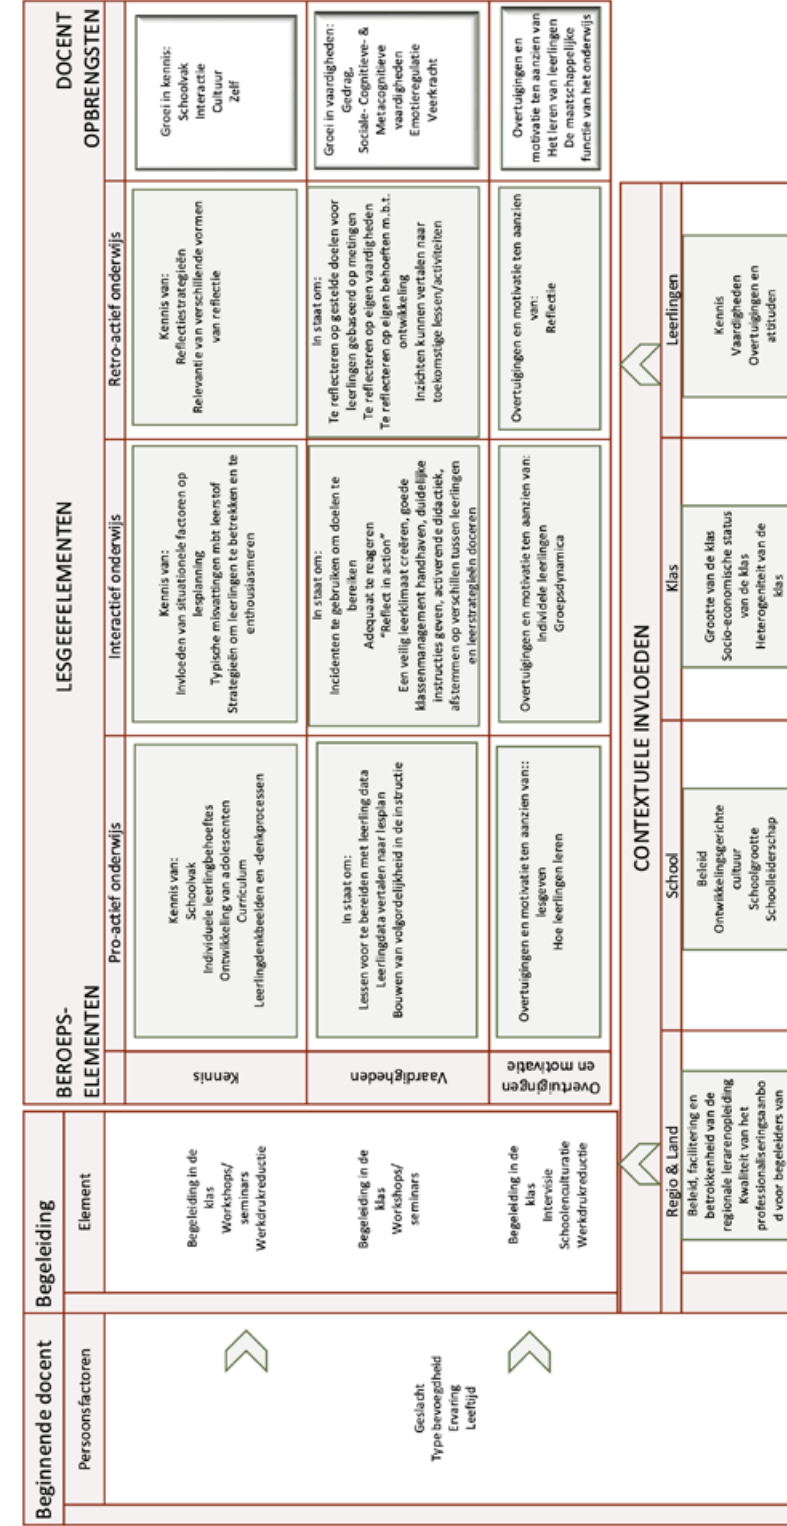 Beginnende docent
Persoonsfactoren
Geslacht
Type bevoegdheid
Ervaring
Leeftijd
Begeleiding
Element
Begeleiding in de
klas
Workshops/
seminars
Werkdrukreductie
Begeleiding in de
klas
Workshops/
seminars
Begeleiding in de
klas
Intervisie
Schoolenculturatie
Werkdrukreductie
BEROEPS-
ELEMENTEN
LESGEEFELEMENTEN
DOCENT
OPBRENGSTEN
Pro-actief onderwijs
Interactief onderwijs
Retro-actief onderwijs
Kennis
Kennis van:
Schoolvak
Individuele leerlingbehoeftes
Ontwikkeling van adolescenten
Curriculum
Leerlingdenkbeelden en -denkprocessen
Kennis van:
Invloeden van situationele factoren op
lesplanning
Typische misvattingen mbt leerstof
Strategieën om leerlingen te betrekken en te
enthousiasmeren
Kennis van:
Reflectiestrategieën
Relevantie van verschillende vormen
van reflectie
Groei in kennis:
Schoolvak
Interactie
Cultuur
Zelf
Vaardigheden
In staat om:
Lessen voor te bereiden met leerling data
Leerlingdata vertalen naar lesplan
Bouwen van volgordelijkheid in de instructie
In staat om:
Incidenten te gebruiken om doelen te
bereiken
Adequaat te reageren
"Reflect in action"
Een veilig leerklimaat creëren, goede
klassenmanagement handhaven, duidelijke
instructies geven, activerende didactiek,
afstemmen op verschillen tussen leerlingen
en leerstrategieën doceren
In staat om:
Te reflecteren op gestelde doelen voor
leerlingen gebaseerd op metingen
Te reflecteren op eigen vaardigheden
Te reflecteren op eigen behoeften m.b.t.
ontwikkeling
Inzichten kunnen vertalen naar
toekomstige lessen/activiteiten
Groei in vaardigheden:
Gedrag,
Sociale- Cognitieve- &
Metacognitieve
vaardigheden
Emotieregulatie
Veerkracht
Overtuigingen
en motivatie
Overtuigingen en motivatie ten aanzien van::
lesgeven
Hoe leerlingen leren
Overtuigingen en motivatie ten aanzien van:
Individele leerlingen
Groepsdynamica
Overtuigingen en motivatie ten aanzien
van:
Reflectie
Overtuigingen en
motivatie ten aanzien van
Het leren van leerlingen
De maatschappelijke
functie van het onderwijs
CONTEXTUELE INVLOEDEN
Regio & Land
School
Klas
Leerlingen
Beleid, facilitering en
betrokkenheid van de
regionale lerarenopleiding
Kwaliteit van het
professionaliseringsaanbo
d voor begeleiders van
Beleid
Ontwikkelingsgerichte
cultuur
Schoolgrootte
Schoolleiderschap
Grootte van de klas
Socio-economische status
van de klas
Heterogeniteit van de
klas
Kennis
Vaardigheden
Overtuigingen en
attituden